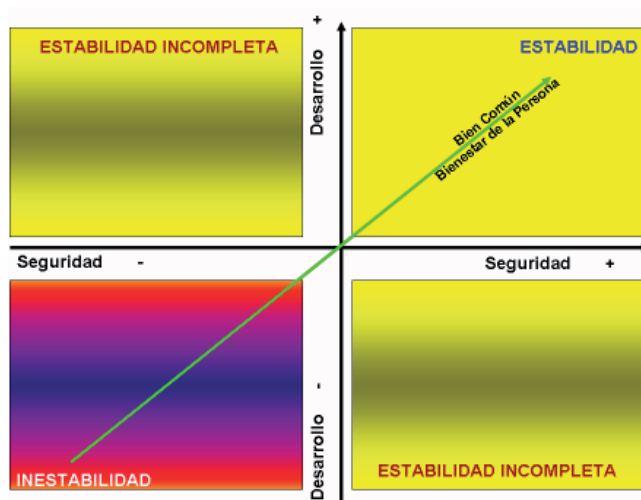 ESTABILIDAD INCOMPLETA
Desarrollo +
ESTABILIDAD
Bien Común
Bienestar de la Persona
Seguridad -
Seguridad +
INESTABILIDAD
Desarrollo -
ESTABILIDAD INCOMPLETA